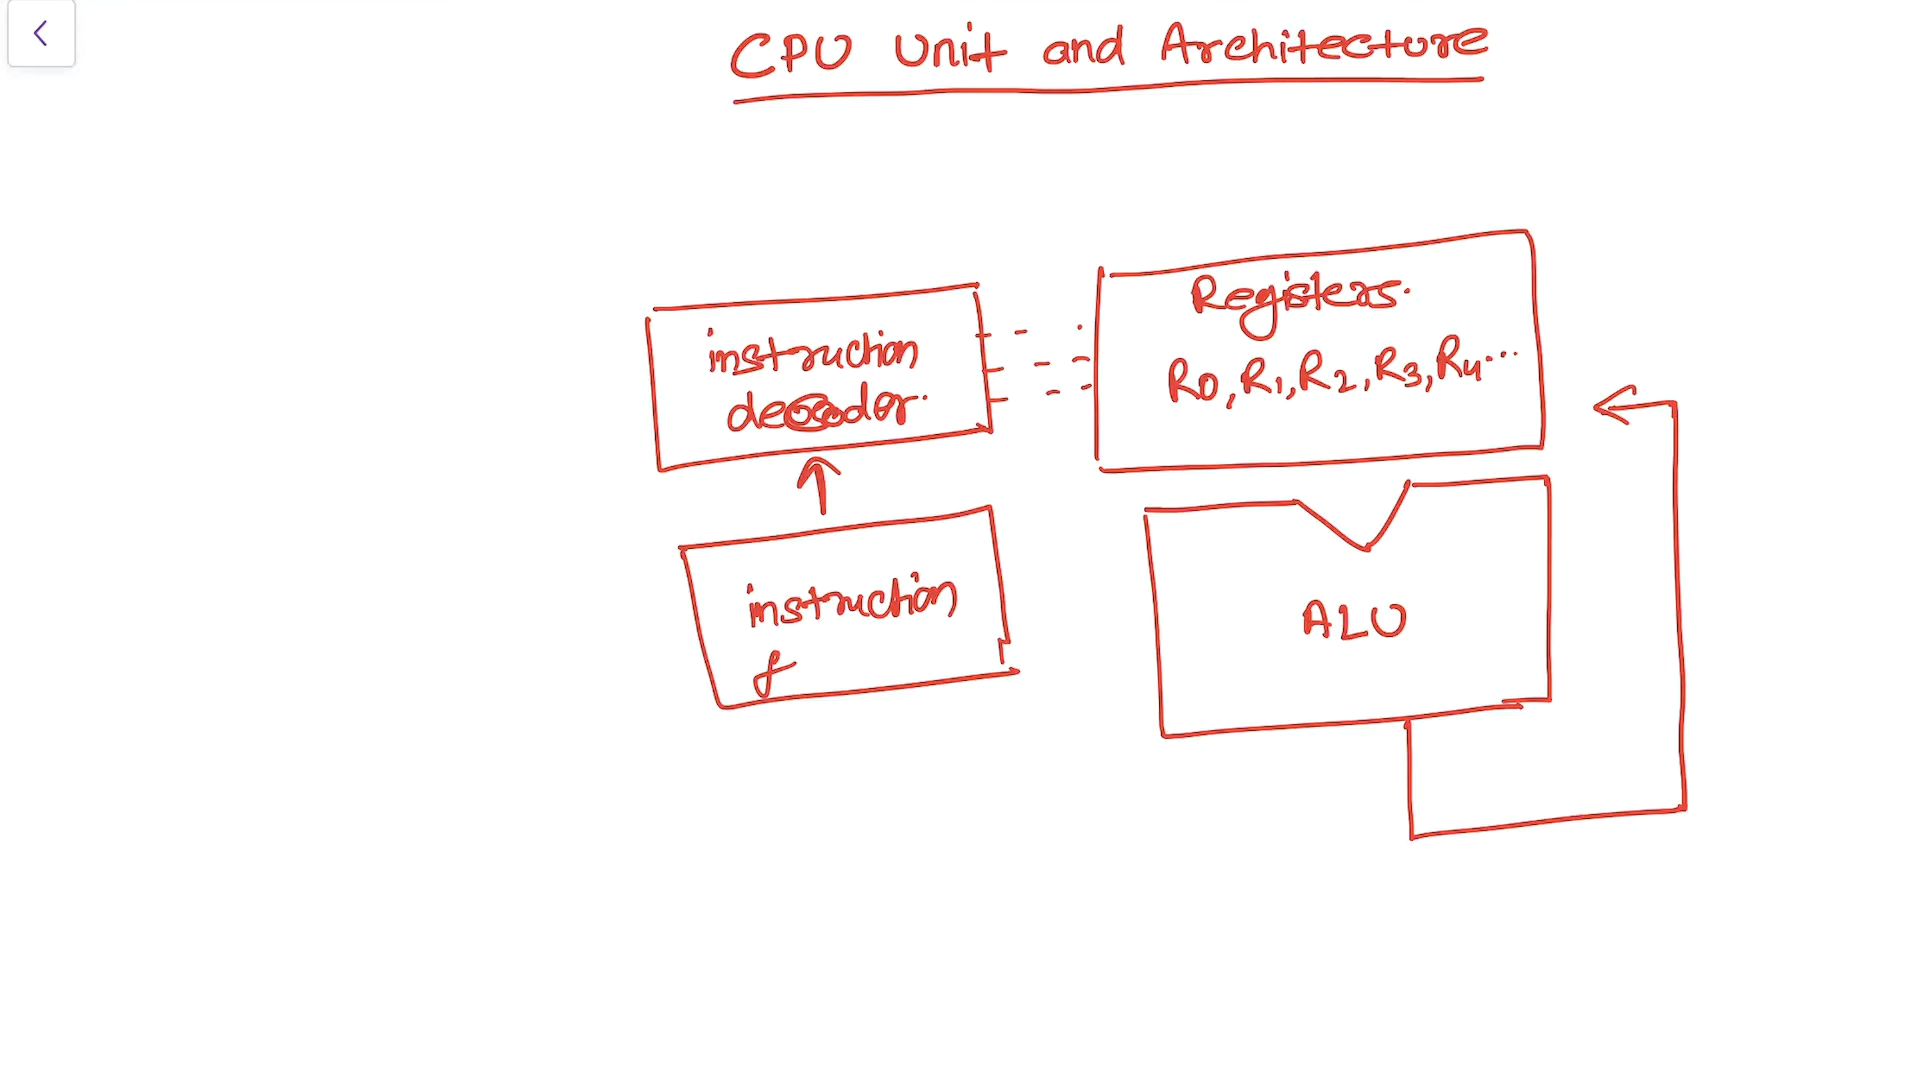 CPU Unit and Architecture
instruction
decoder.
Registers.
R0, R1, R2, R3, R4...
instruction
f
ALU